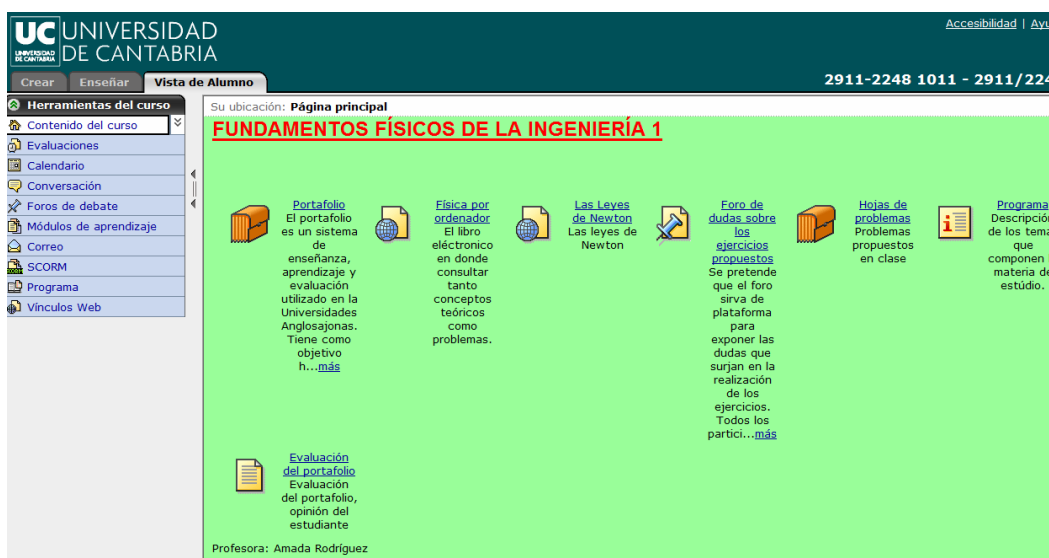 UC UNIVERSIDAD
DE CANTABRIA
UNIVERSIDAD
DE CANTABRIA
Accesibilidad |
Crear Enseñar Vista de Alumno
2911-2248 1011 - 2911/224
Herramientas del curso
Contenido del curso
Evaluaciones
Calendario
Conversación
Foros de debate
Módulos de aprendizaje
Correo
SCORM
Programa
Vínculos Web
Su ubicación: Página principal
FUNDAMENTOS FÍSICOS DE LA INGENIERÍA 1
Portafolio
El portafolio
es un sistema
de
enseñanza,
aprendizaje y
evaluación
utilizado en la
Universidades
Anglosajonas.
Tiene como
objetivo
h...más
Física por
ordenador
El libro
eléctronico
en donde
consultar
tanto
conceptos
teóricos
como
problemas.
Las Leyes
de Newton
Las leyes de
Newton
Foro de
dudas sobre
los
ejercicios
propuestos
Se pretende
que el foro
sirva de
plataforma
para
exponer las
dudas que
surjan en la
realización
de los
ejercicios.
Todos los
partici...más
Hojas de
problemas
Problemas
propuestos
en clase
Programa
Descripción
de los tema
que
componen
materia de
estúdio.
Evaluación
del portafolio
Evaluación
del portafolio,
opinión del
estudiante
Profesora: Amada Rodríguez